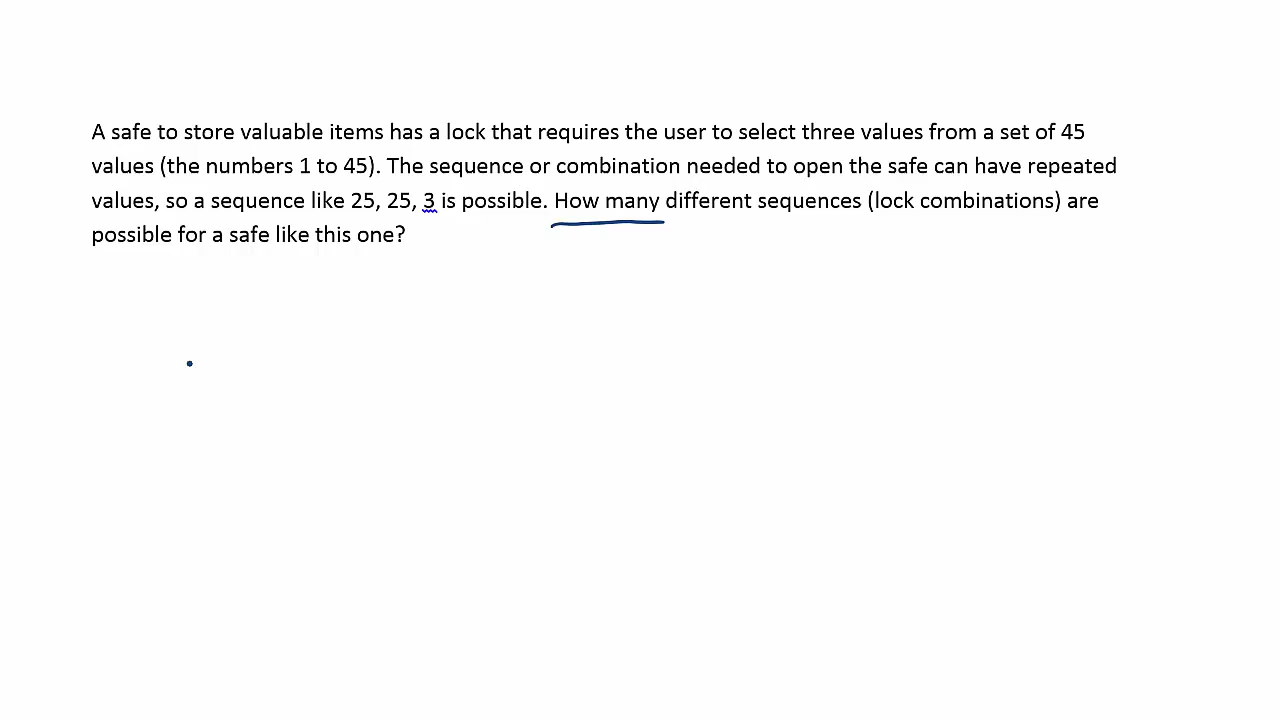 A safe to store valuable items has a lock that requires the user to select three values from a set of 45
values (the numbers 1 to 45). The sequence or combination needed to open the safe can have repeated
values, so a sequence like 25, 25, 3 is possible. How many different sequences (lock combinations) are
possible for a safe like this one?